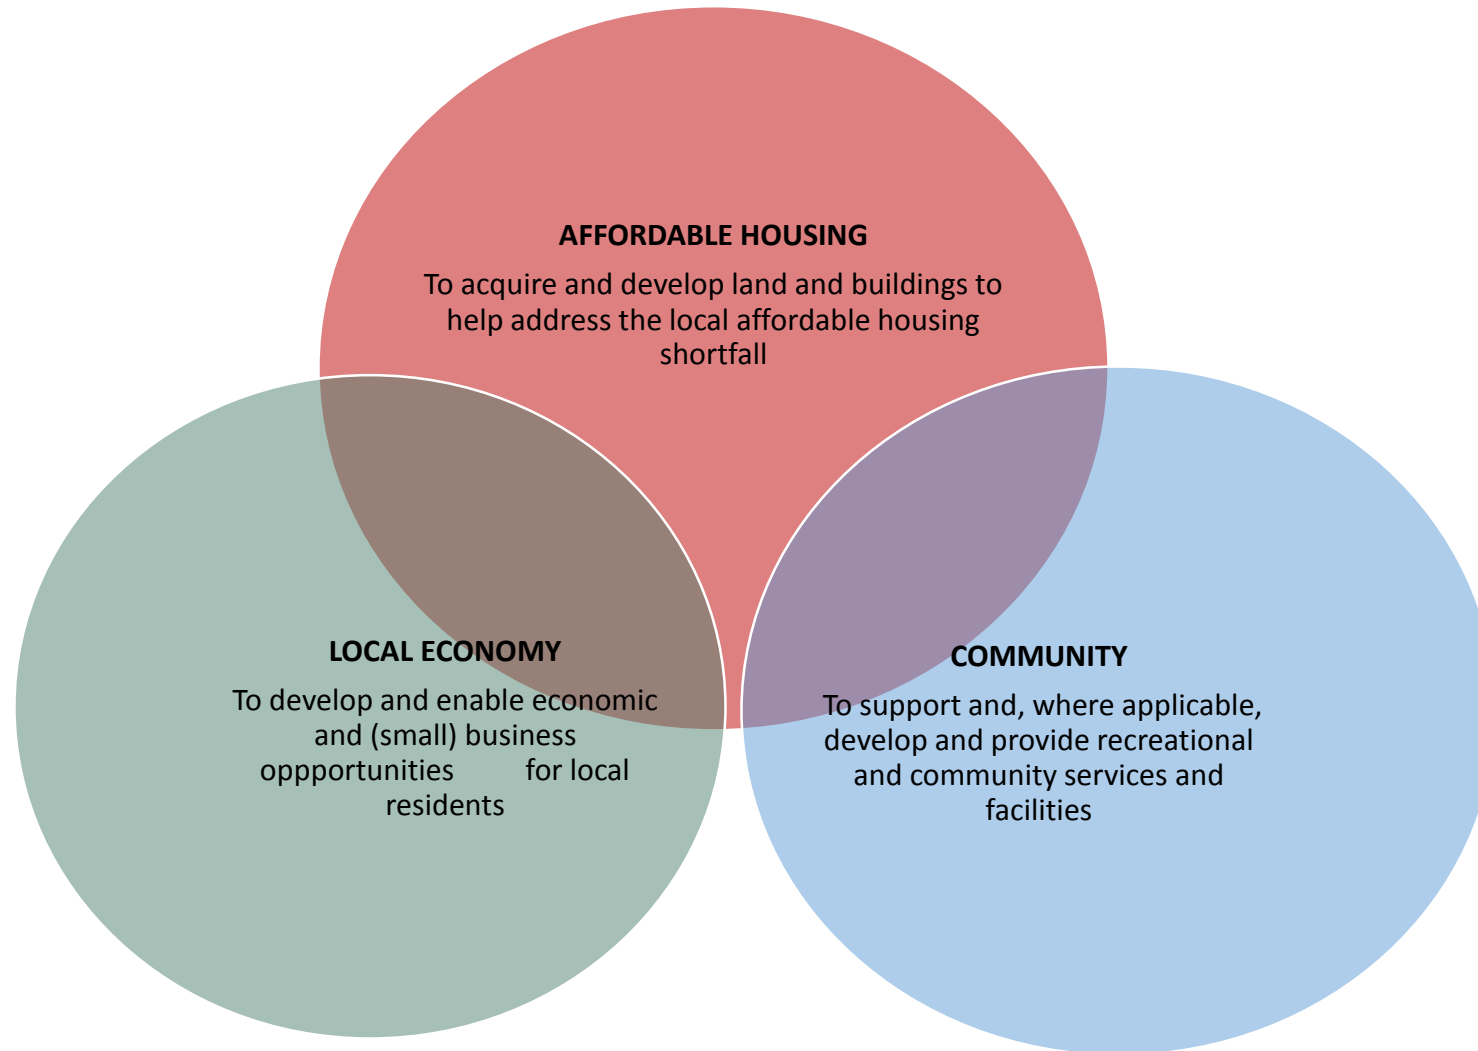 AFFORDABLE HOUSING
To acquire and develop land and buildings to
help address the local affordable housing
shortfall
LOCAL ECONOMY
To develop and enable economic
and (small) business
oppportunities for local
residents
COMMUNITY
To support and, where applicable,
develop and provide recreational
and community services and
facilities